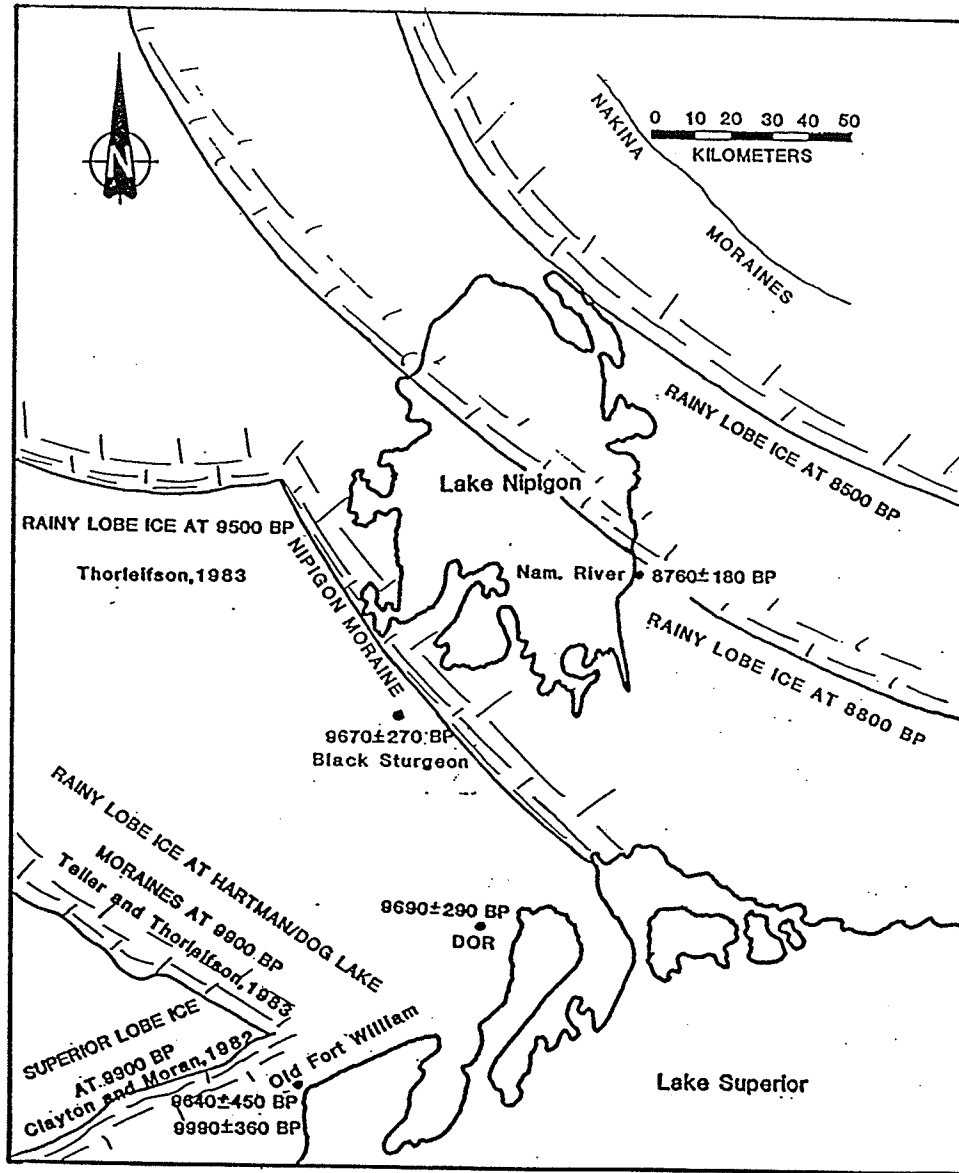 N
0 10 20 30 40 50
KILOMETERS
NAKINA
MORAINES
RAINY LOBE ICE AT 8500 BP
Lake Nipigon
RAINY LOBE ICE AT 9500 BP
Thorleifson,1983
NIPIGON MORAINE
Nam. River
8760±180 BP
RAINY LOBE ICE AT 8800 BP
9670±270 BP
Black Sturgeon
RAINY LOBE ICE AT HARTMAN/DOG LAKE
MORAINES AT 9900 BP
Teller and Thorleifson, 1983
9690±290 BP
DOR
SUPERIOR LOBE ICE
AT 9900 BP
Clayton and Moran,1982
Old Fort William
9640±450 BP
9990±360 BP
Lake Superior